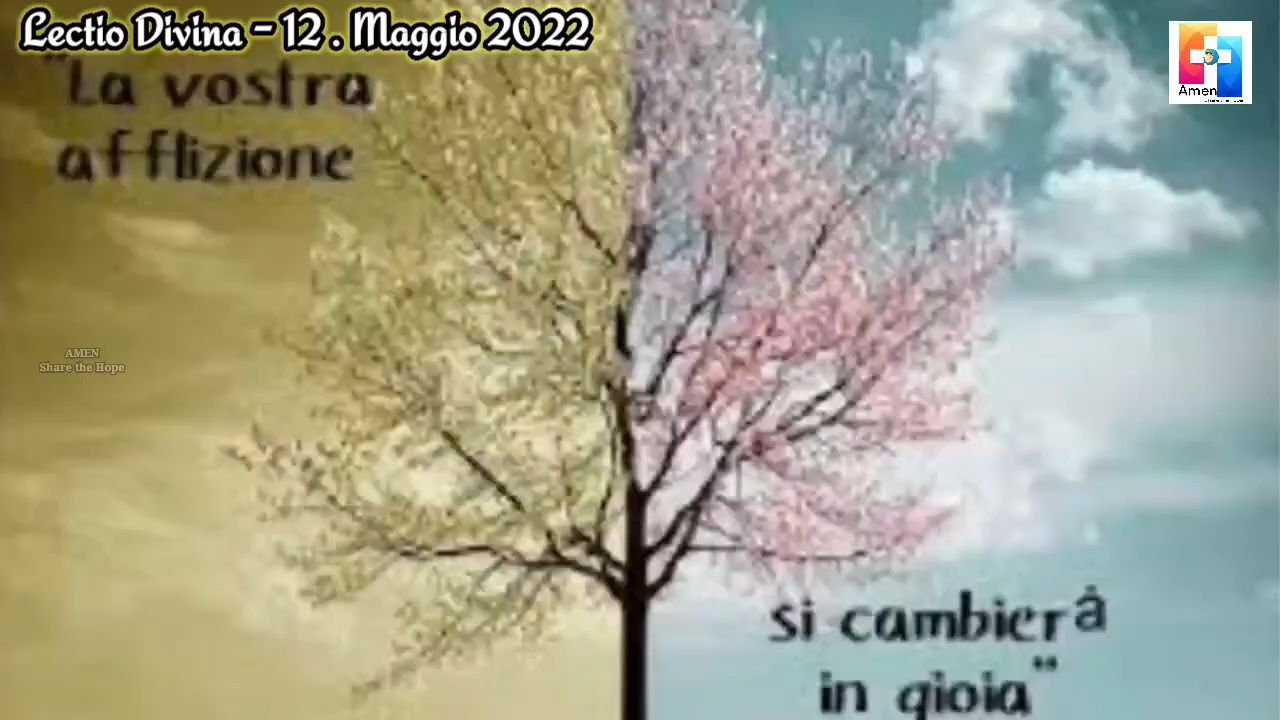 Lectio Divina - 12 . Maggio 2022
"La vostra
afflizione
Amen
AMEN
Share the Hope
si cambierà
in gioia"